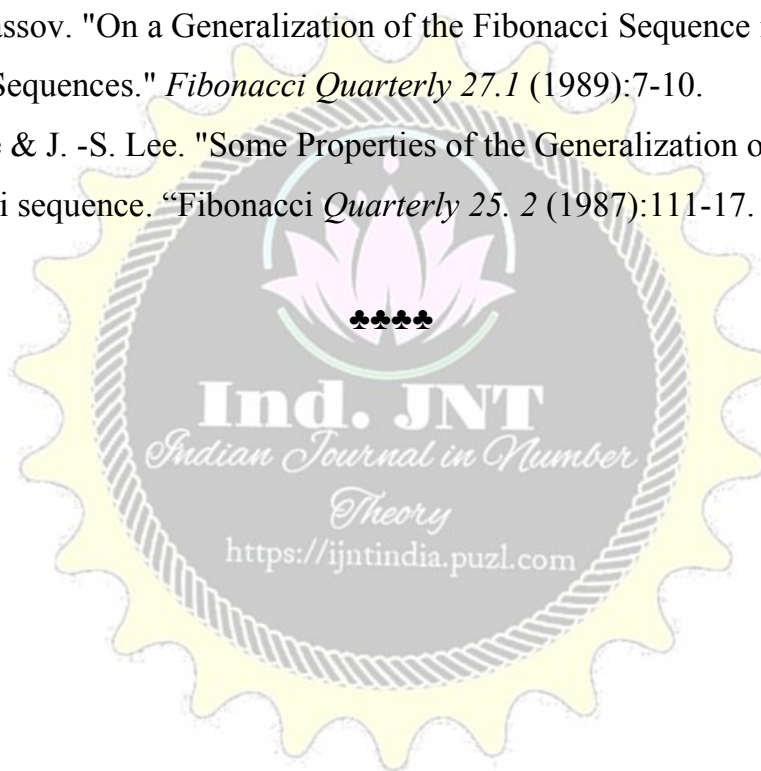 assov. "On a Generalization of the Fibonacci Sequence
Sequences." Fibonacci Quarterly 27.1 (1989):7-10.
& J. -S. Lee. "Some Properties of the Generalization o
i sequence. “Fibonacci Quarterly 25. 2 (1987):111-17.
♣♣♣♣
Ind. JNT
Indian Journal in Number
Theory
https://ijntindia.puzl.com